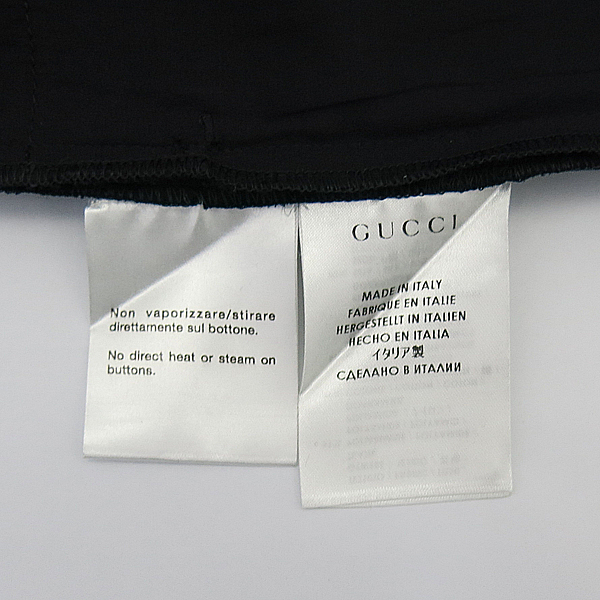 Non vaporizzare/stirare
direttamente sul bottone.
No direct heat or steam on
buttons.
GUCCI
MADE IN ITALY
FABRIQUE EN ITALIE
HERGESTELLT IN ITALIEN
HECHO EN ITALIA
イタリア製
СДЕЛАНО В ИТАЛИИ